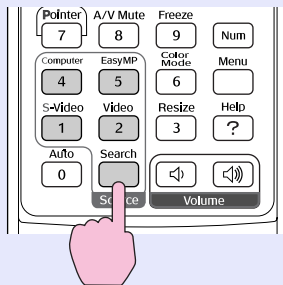 Pointer A/V Mute Freeze
7 8 9 Num
Computer EasyMP Color Mode Menu
4 5 6
S-Video Video Resize Help
1 2 3 ?
Auto Search
0
Source Volume